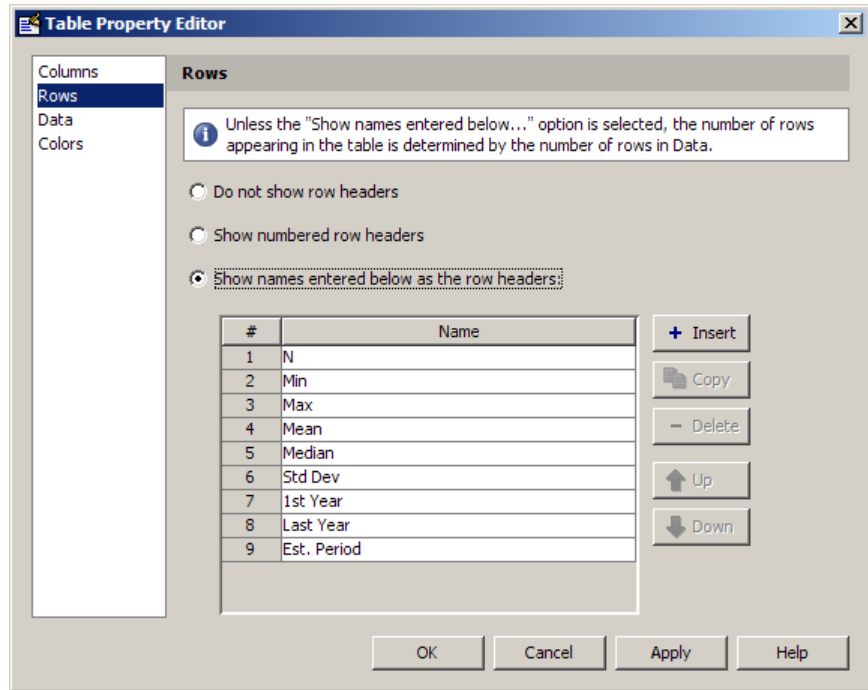 Table Property Editor
Columns
Rows
Data
Colors
Rows
Unless the "Show names entered below..." option is selected, the number of rows
appearing in the table is determined by the number of rows in Data.
Do not show row headers
Show numbered row headers
Show names entered below as the row headers:
# Name
1 N
2 Min
3 Max
4 Mean
5 Median
6 Std Dev
7 1st Year
8 Last Year
9 Est. Period
Insert
Copy
Delete
Up
Down
OK Cancel Apply Help